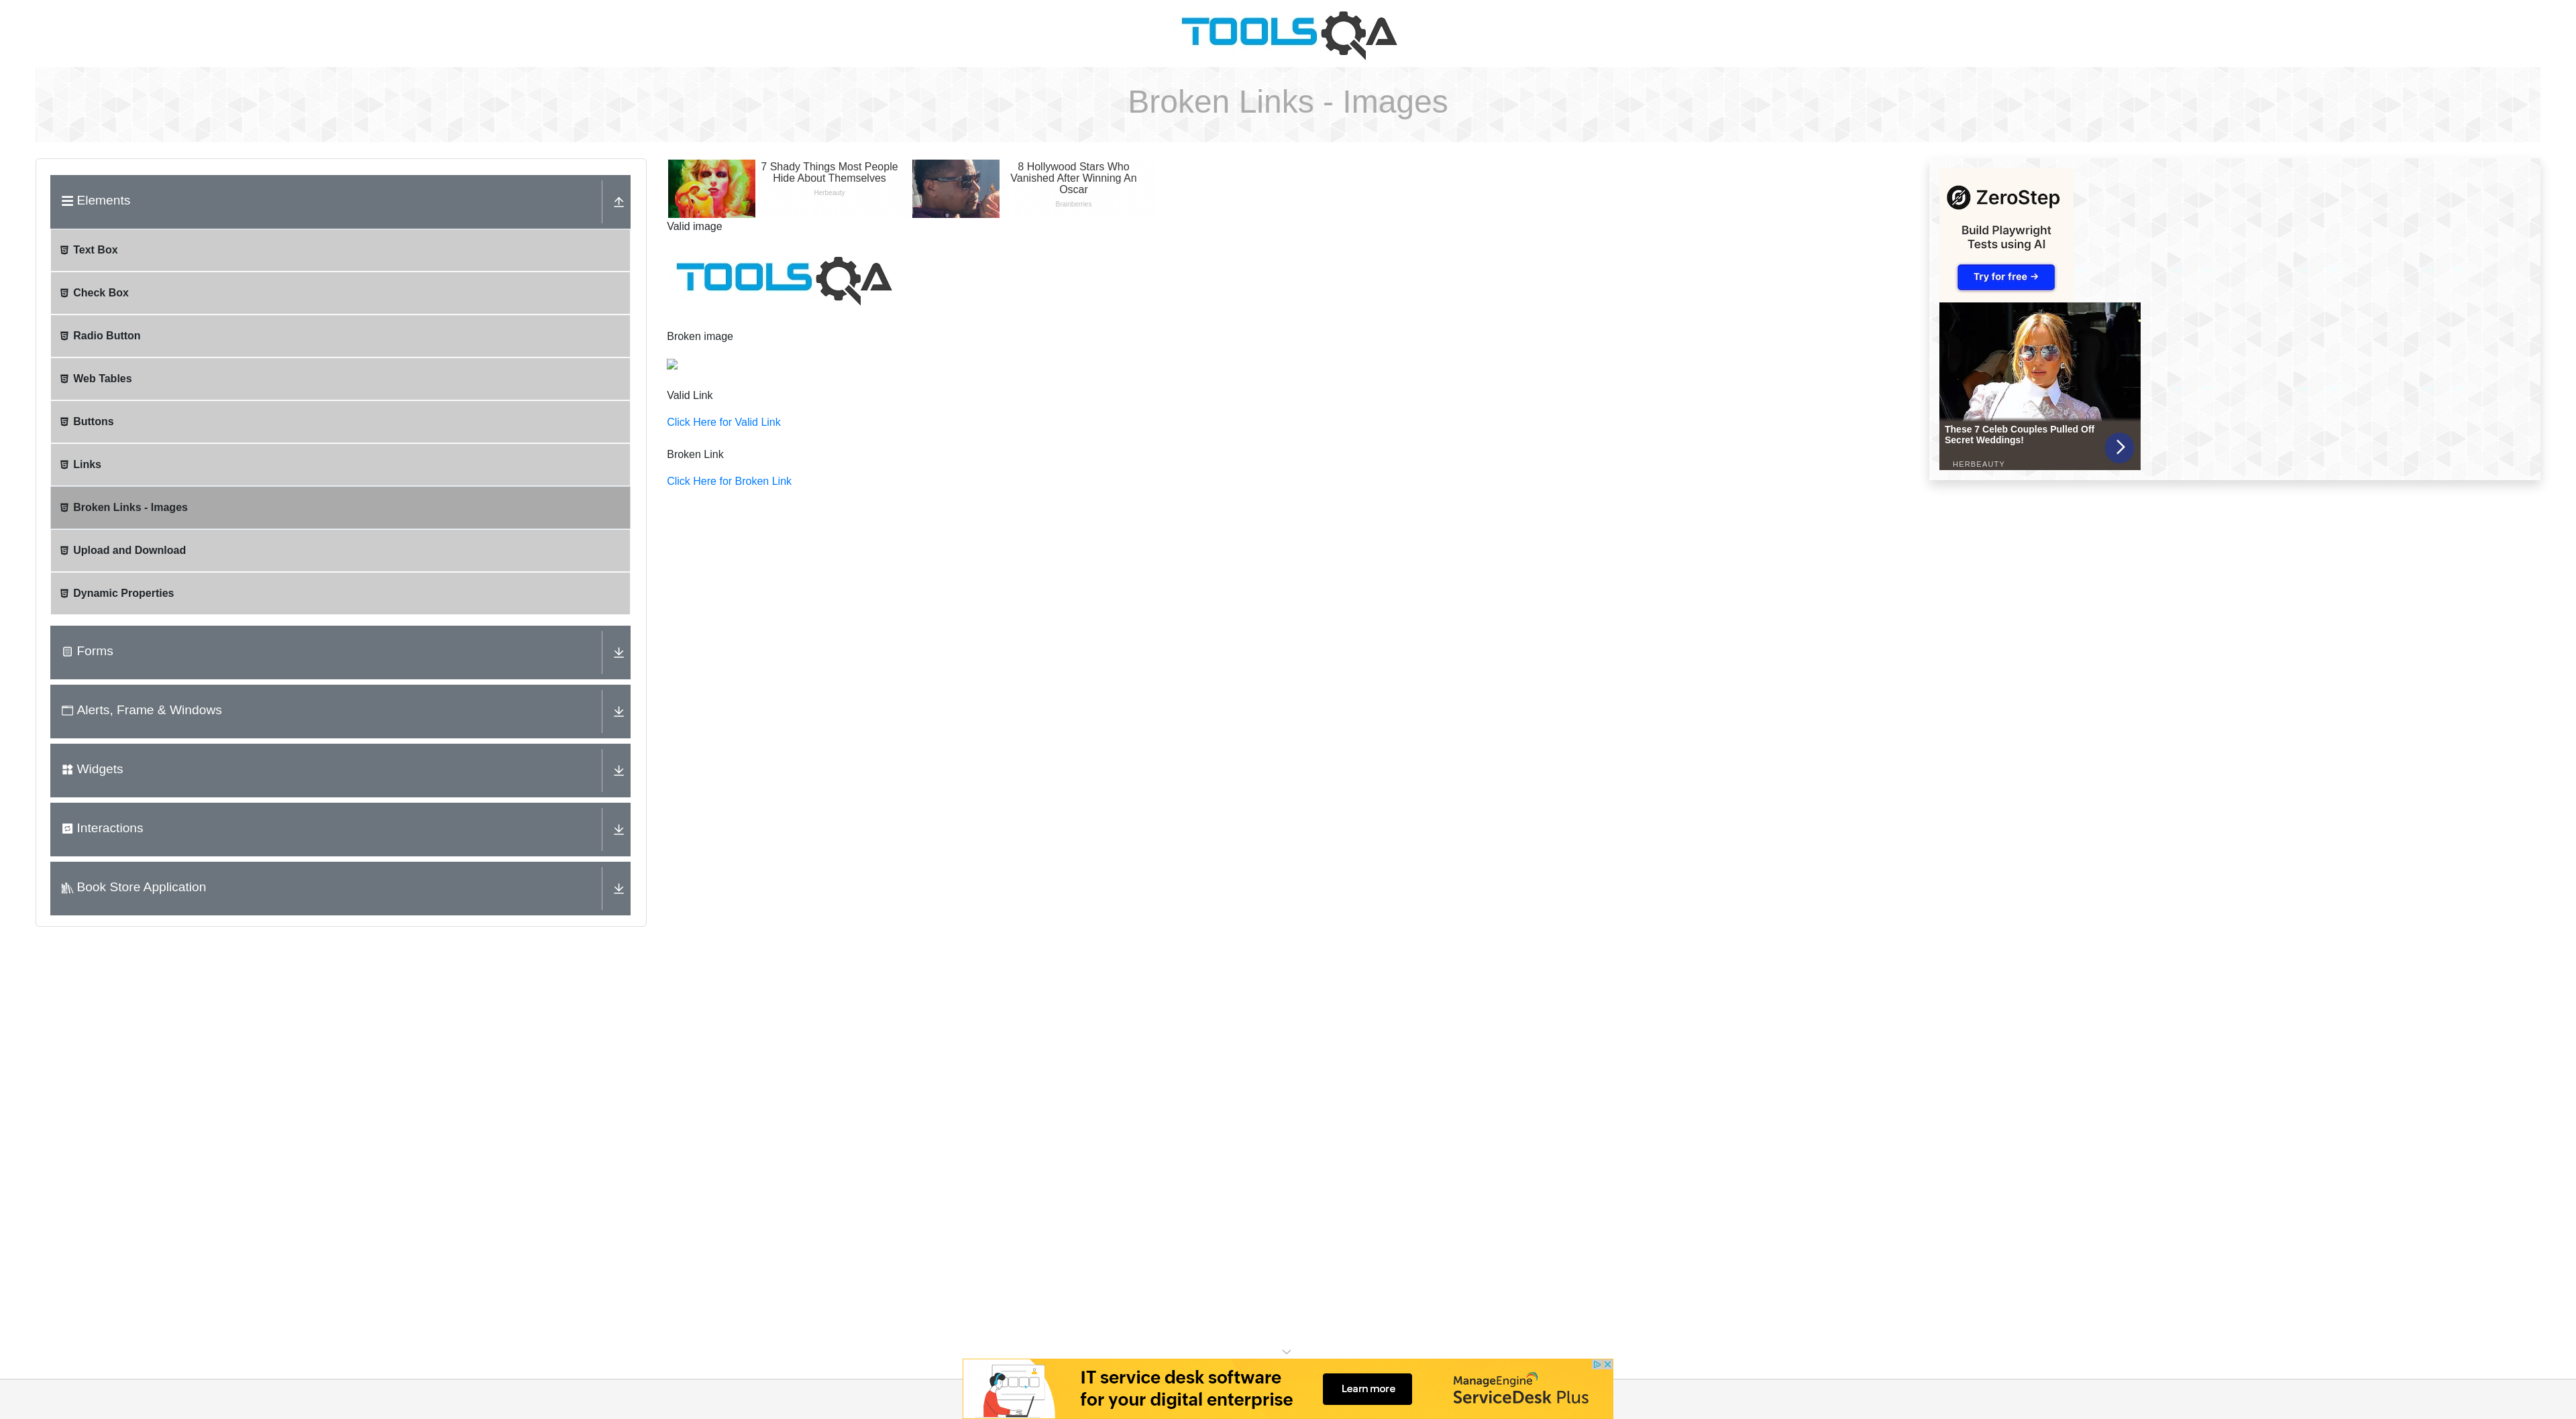 TOOLSQA
Broken Links - Images
Elements
Text Box
Check Box
Radio Button
Web Tables
Buttons
Links
Broken Links - Images
Upload and Download
Dynamic Properties
Forms
Alerts, Frame & Windows
Widgets
Interactions
Book Store Application
7 Shady Things Most People
Hide About Themselves
Herbeauty
8 Hollywood Stars Who
Vanished After Winning An
Oscar
Brainberries
Valid image
TOOLSQA
Broken image
Valid Link
Click Here for Valid Link
Broken Link
Click Here for Broken Link
ZeroStep
Build Playwright
Tests using AI
Try for free →
These 7 Celeb Couples Pulled Off
Secret Weddings!
HERBEAUTY
IT service desk software
for your digital enterprise
Learn more
ManageEngine
ServiceDesk Plus